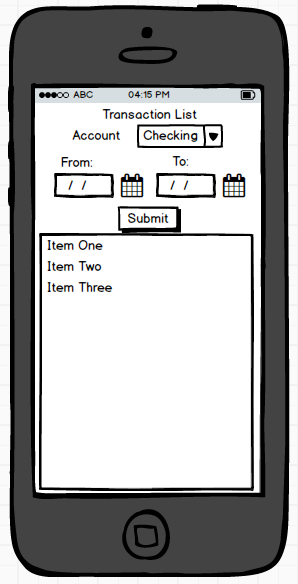 ABC 04:15 PM
Transaction List
Account Checking
From: To:
/ / / /
Submit
Item One
Item Two
Item Three